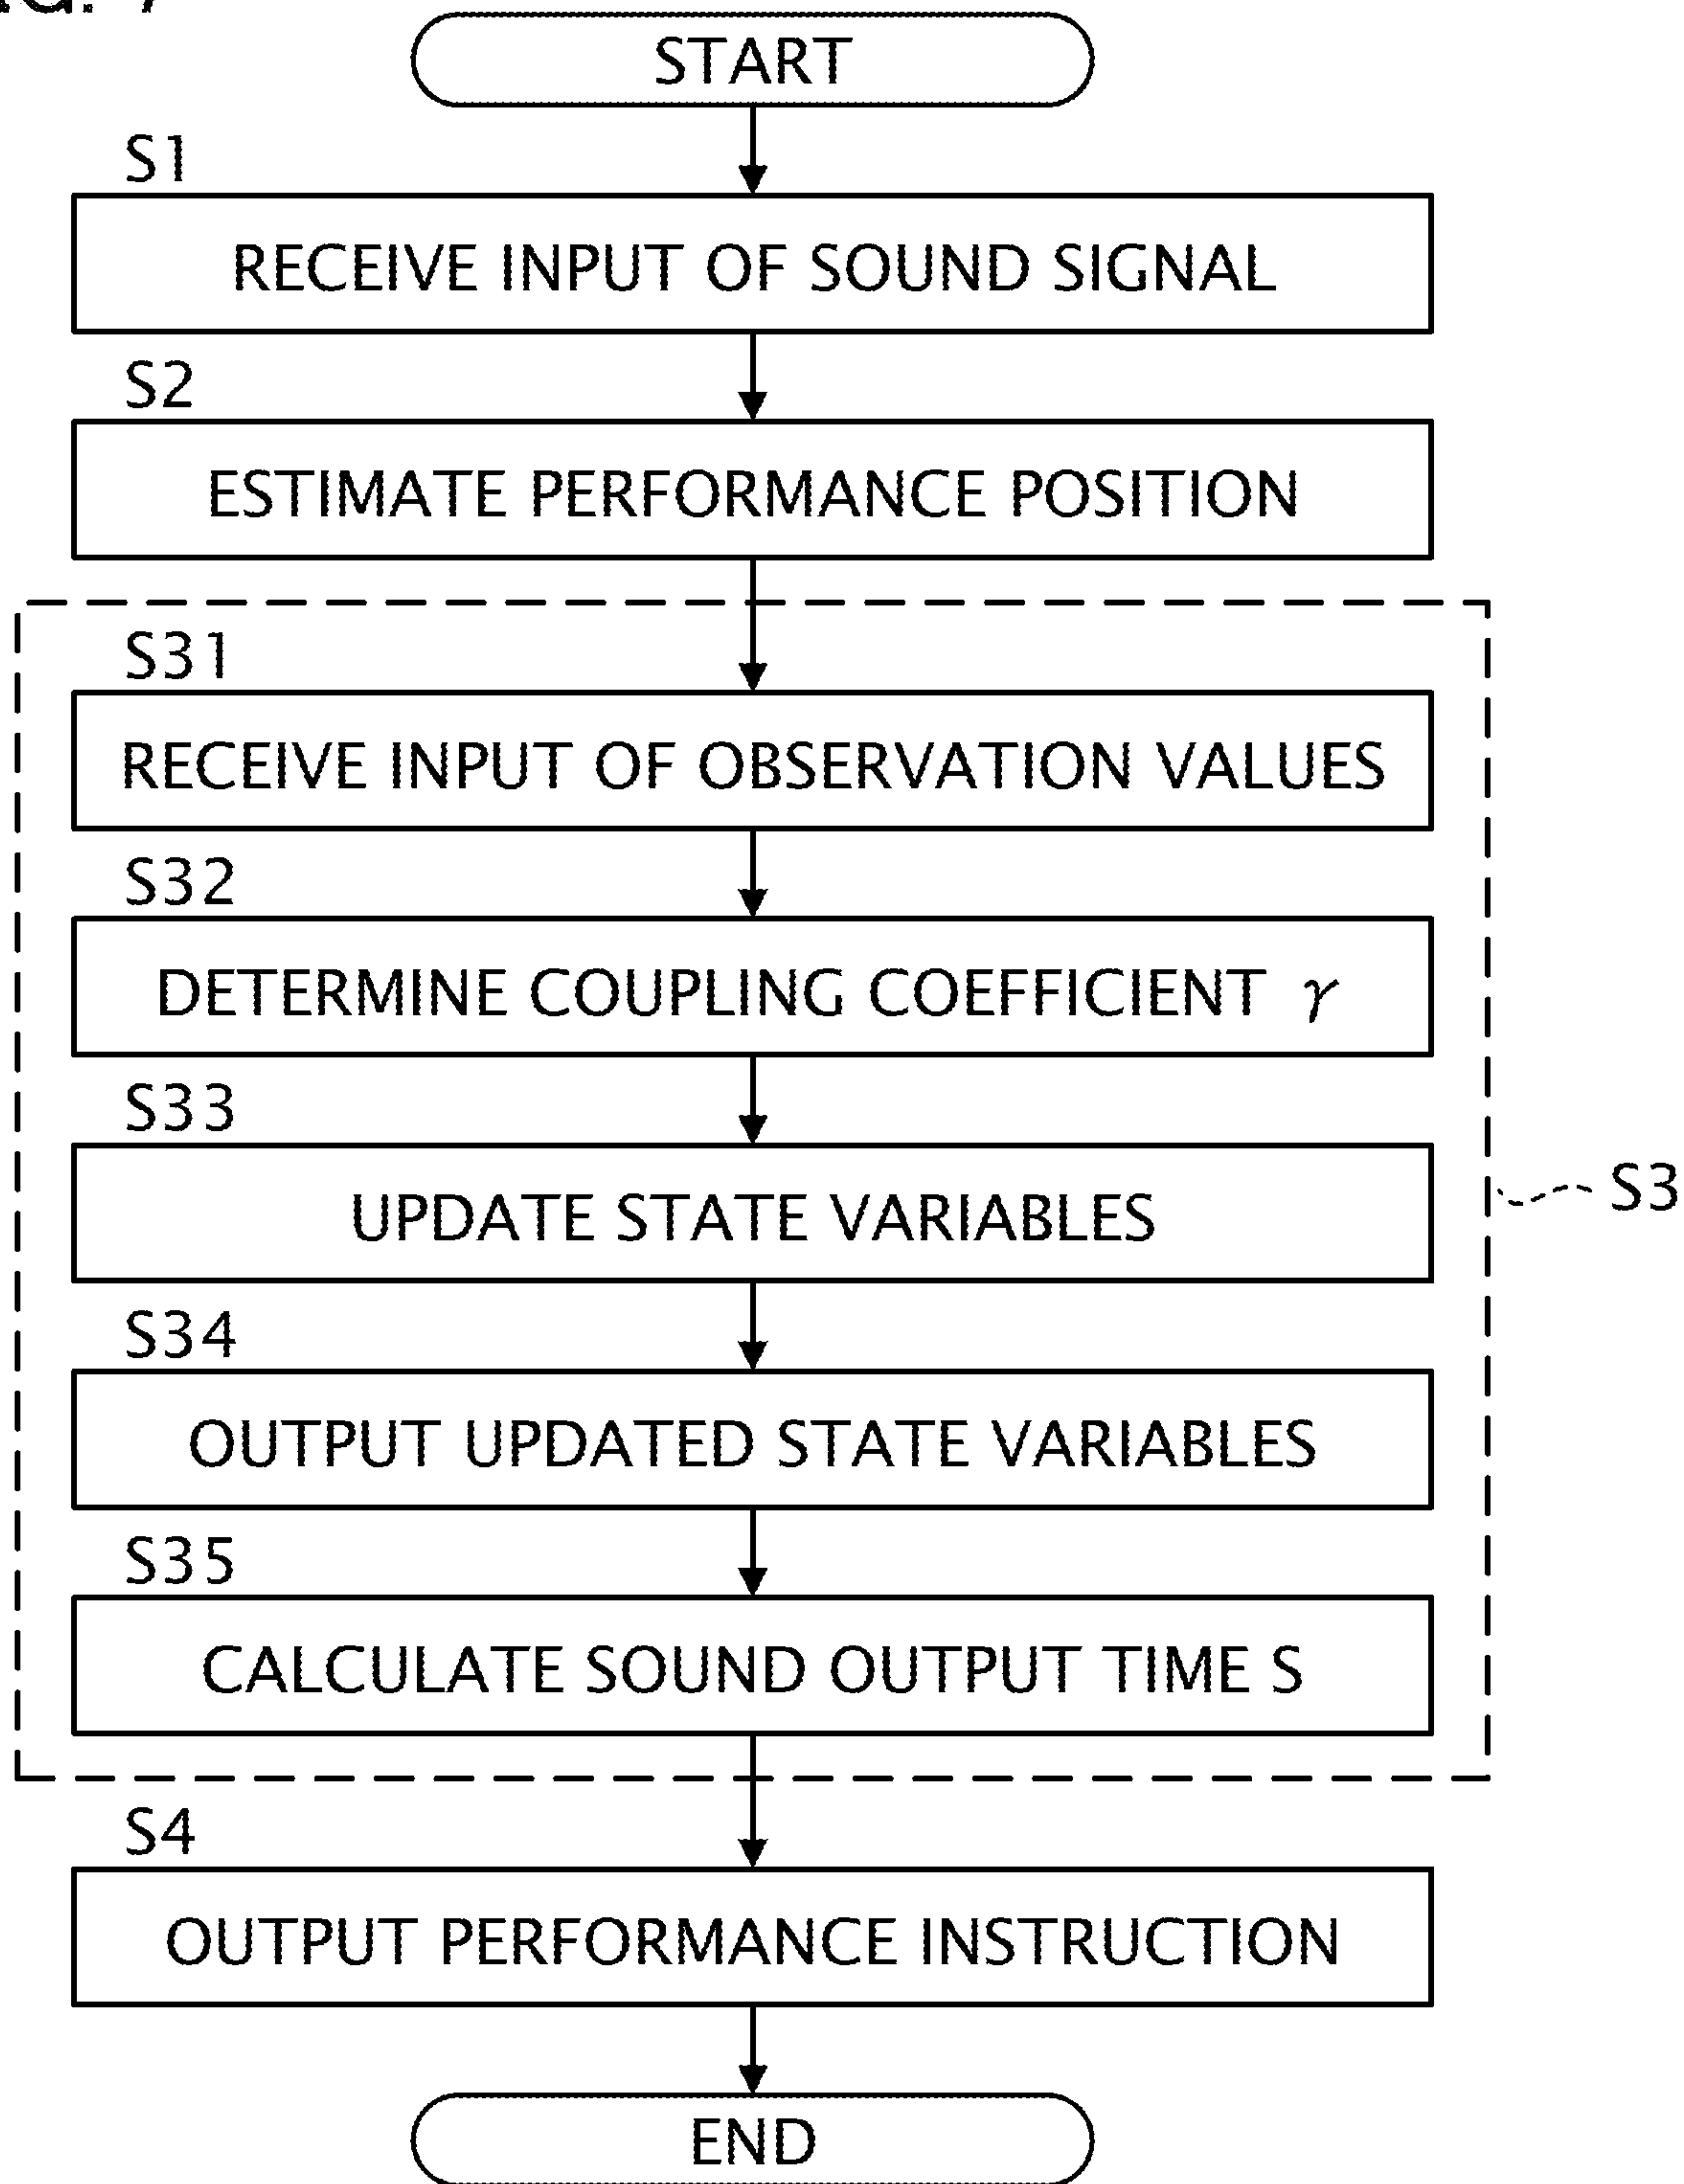 START
S1
RECEIVE INPUT OF SOUND SIGNAL
S2
ESTIMATE PERFORMANCE POSITION
S31
RECEIVE INPUT OF OBSERVATION VALUES
S32
DETERMINE COUPLING COEFFICIENT γ
S33
UPDATE STATE VARIABLES
S3
S34
OUTPUT UPDATED STATE VARIABLES
S35
CALCULATE SOUND OUTPUT TIME S
S4
OUTPUT PERFORMANCE INSTRUCTION
END